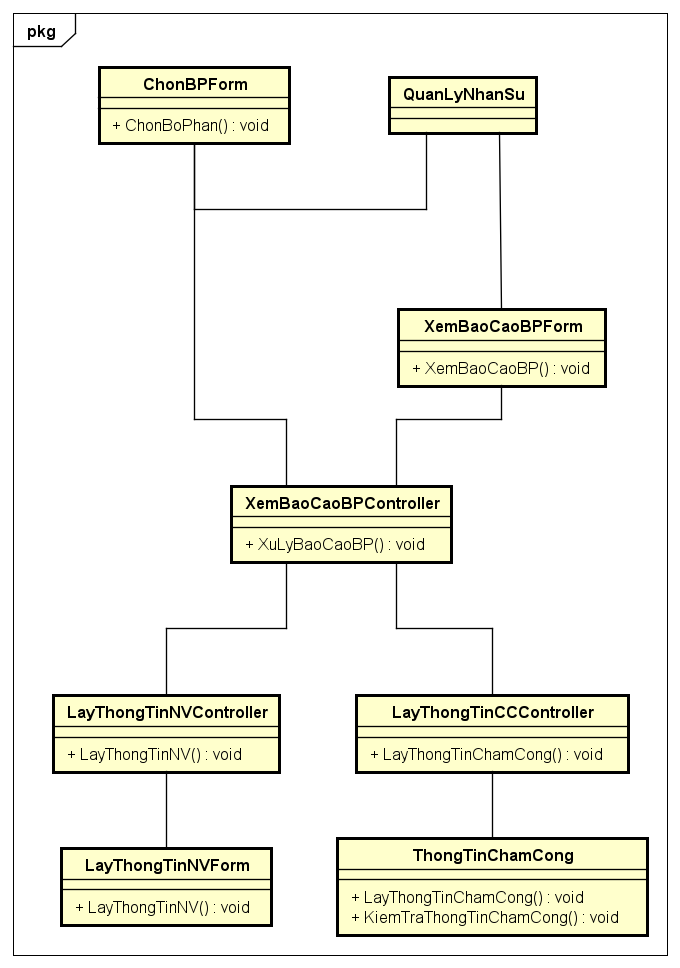 pkg
ChonBPForm
+ ChonBoPhan() : void
QuanLyNhanSu
XemBaoCaoBPForm
+ XemBaoCaoBP() : void
XemBaoCaoBPController
+ XuLyBaoCaoBP() : void
LayThongTinNVController
+ LayThongTinNV() : void
LayThongTinCCController
+ LayThongTinChamCong() : void
LayThongTinNVForm
+ LayThongTinNV() : void
ThongTinChamCong
+ LayThongTinChamCong() : void
+ KiemTraThongTinChamCong() : void